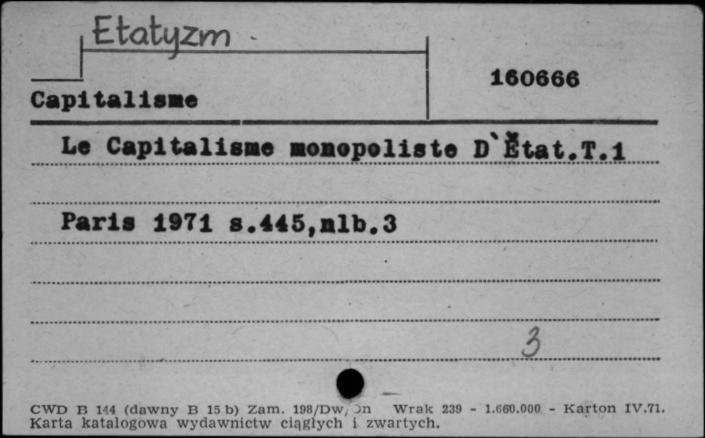 Etatyzm
160666
Capitalisme
Le Capitalisme monopoliste D`Ětat.T.1
Paris 1971 s.445,nlb.3
3
CWD B 144 (dawny B 15 b) Zam. 198/Dw/ Wrak 239 - 1.660.000 - Karton IV.71.
Karta katalogowa wydawnictw ciągłych i zwartych.